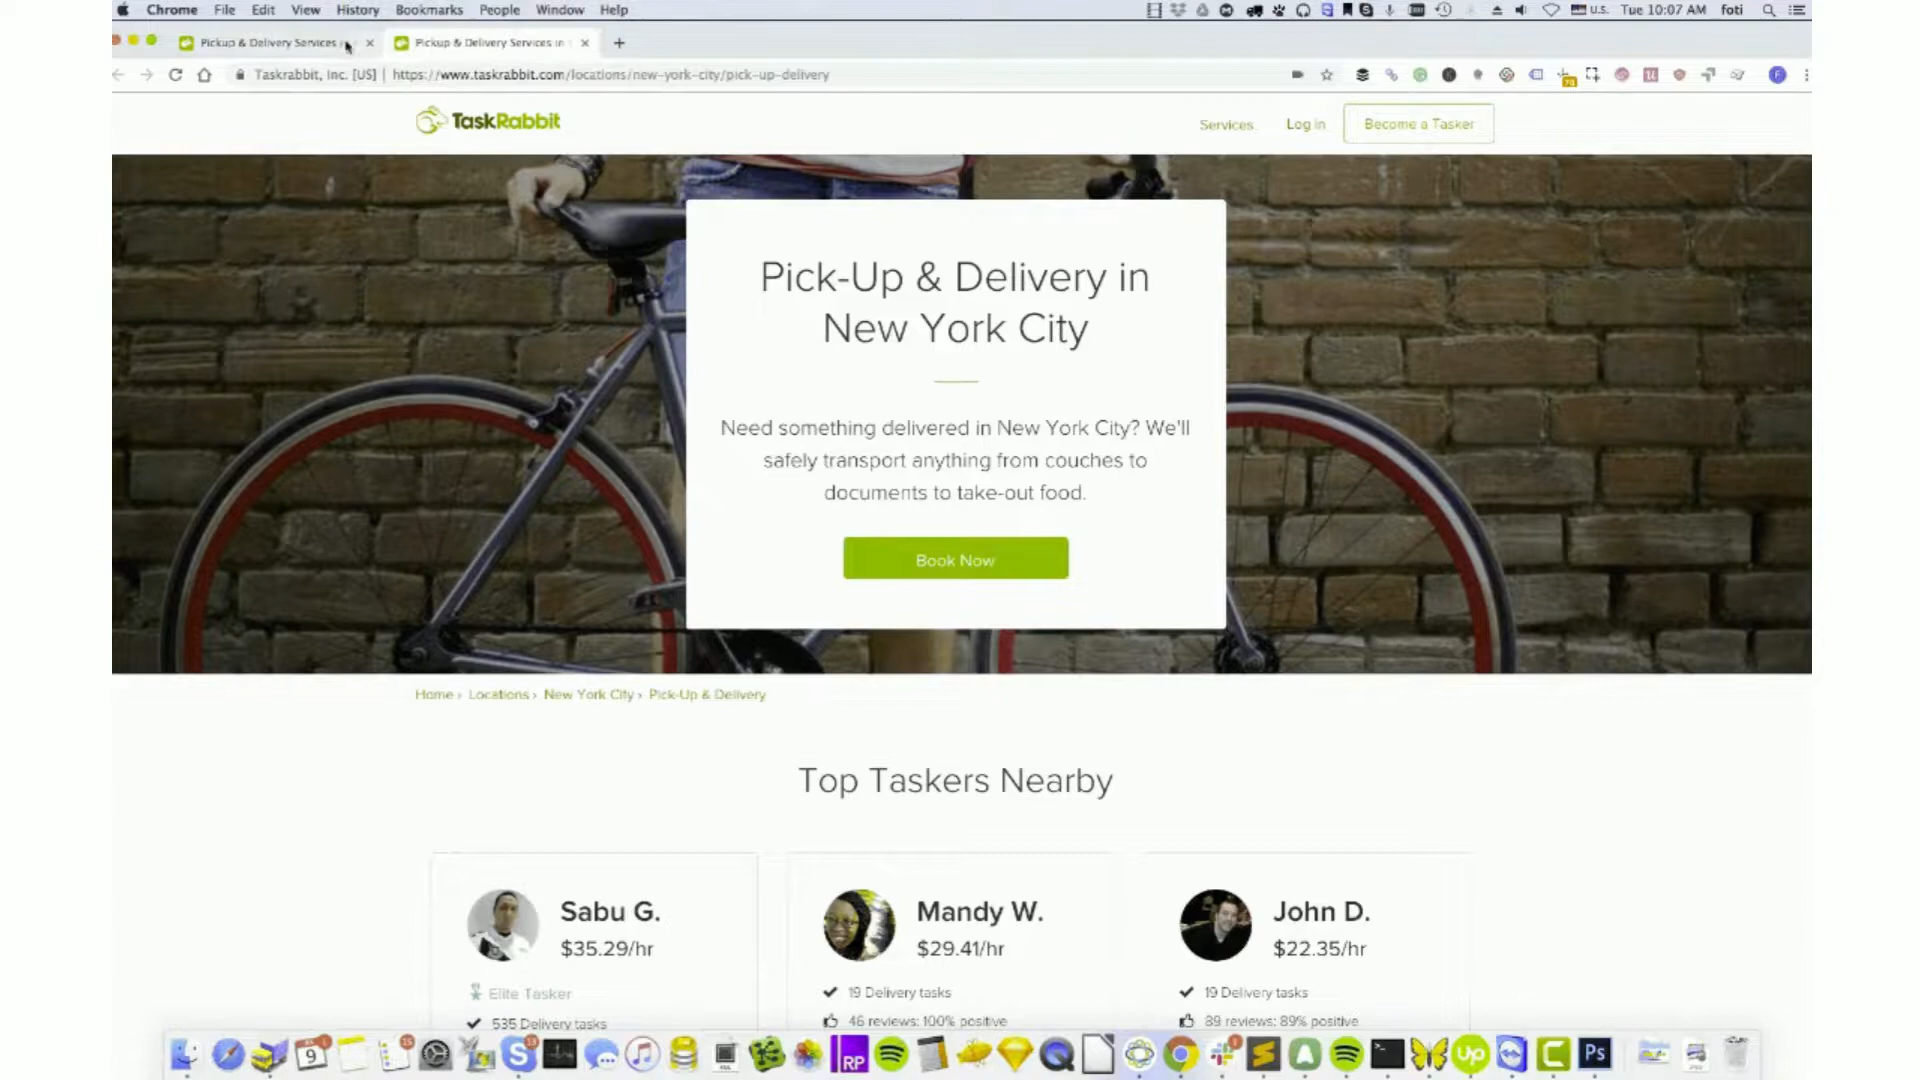 Chrome File Edit View History Bookmarks People Window Help
U.S. Tue 10:07 AM foti
Pickup & Delivery Services
Pickup & Delivery Services in
Taskrabbit, Inc. [US] | https://www.taskrabbit.com/locations/new-york-city/pick-up-delivery
TaskRabbit
Services
Log In
Become a Tasker
Pick-Up & Delivery in
New York City
Need something delivered in New York City? We'll
safely transport anything from couches to
documents to take-out food.
Book Now
Home › Locations › New York City › Pick-Up & Delivery
Top Taskers Nearby
Sabu G.
$35.29/hr
Elite Tasker
535 Delivery tasks
Mandy W.
$29.41/hr
19 Delivery tasks
46 reviews: 100% positive
John D.
$22.35/hr
19 Delivery tasks
89 reviews: 89% positive
9
RP
Up
Ps